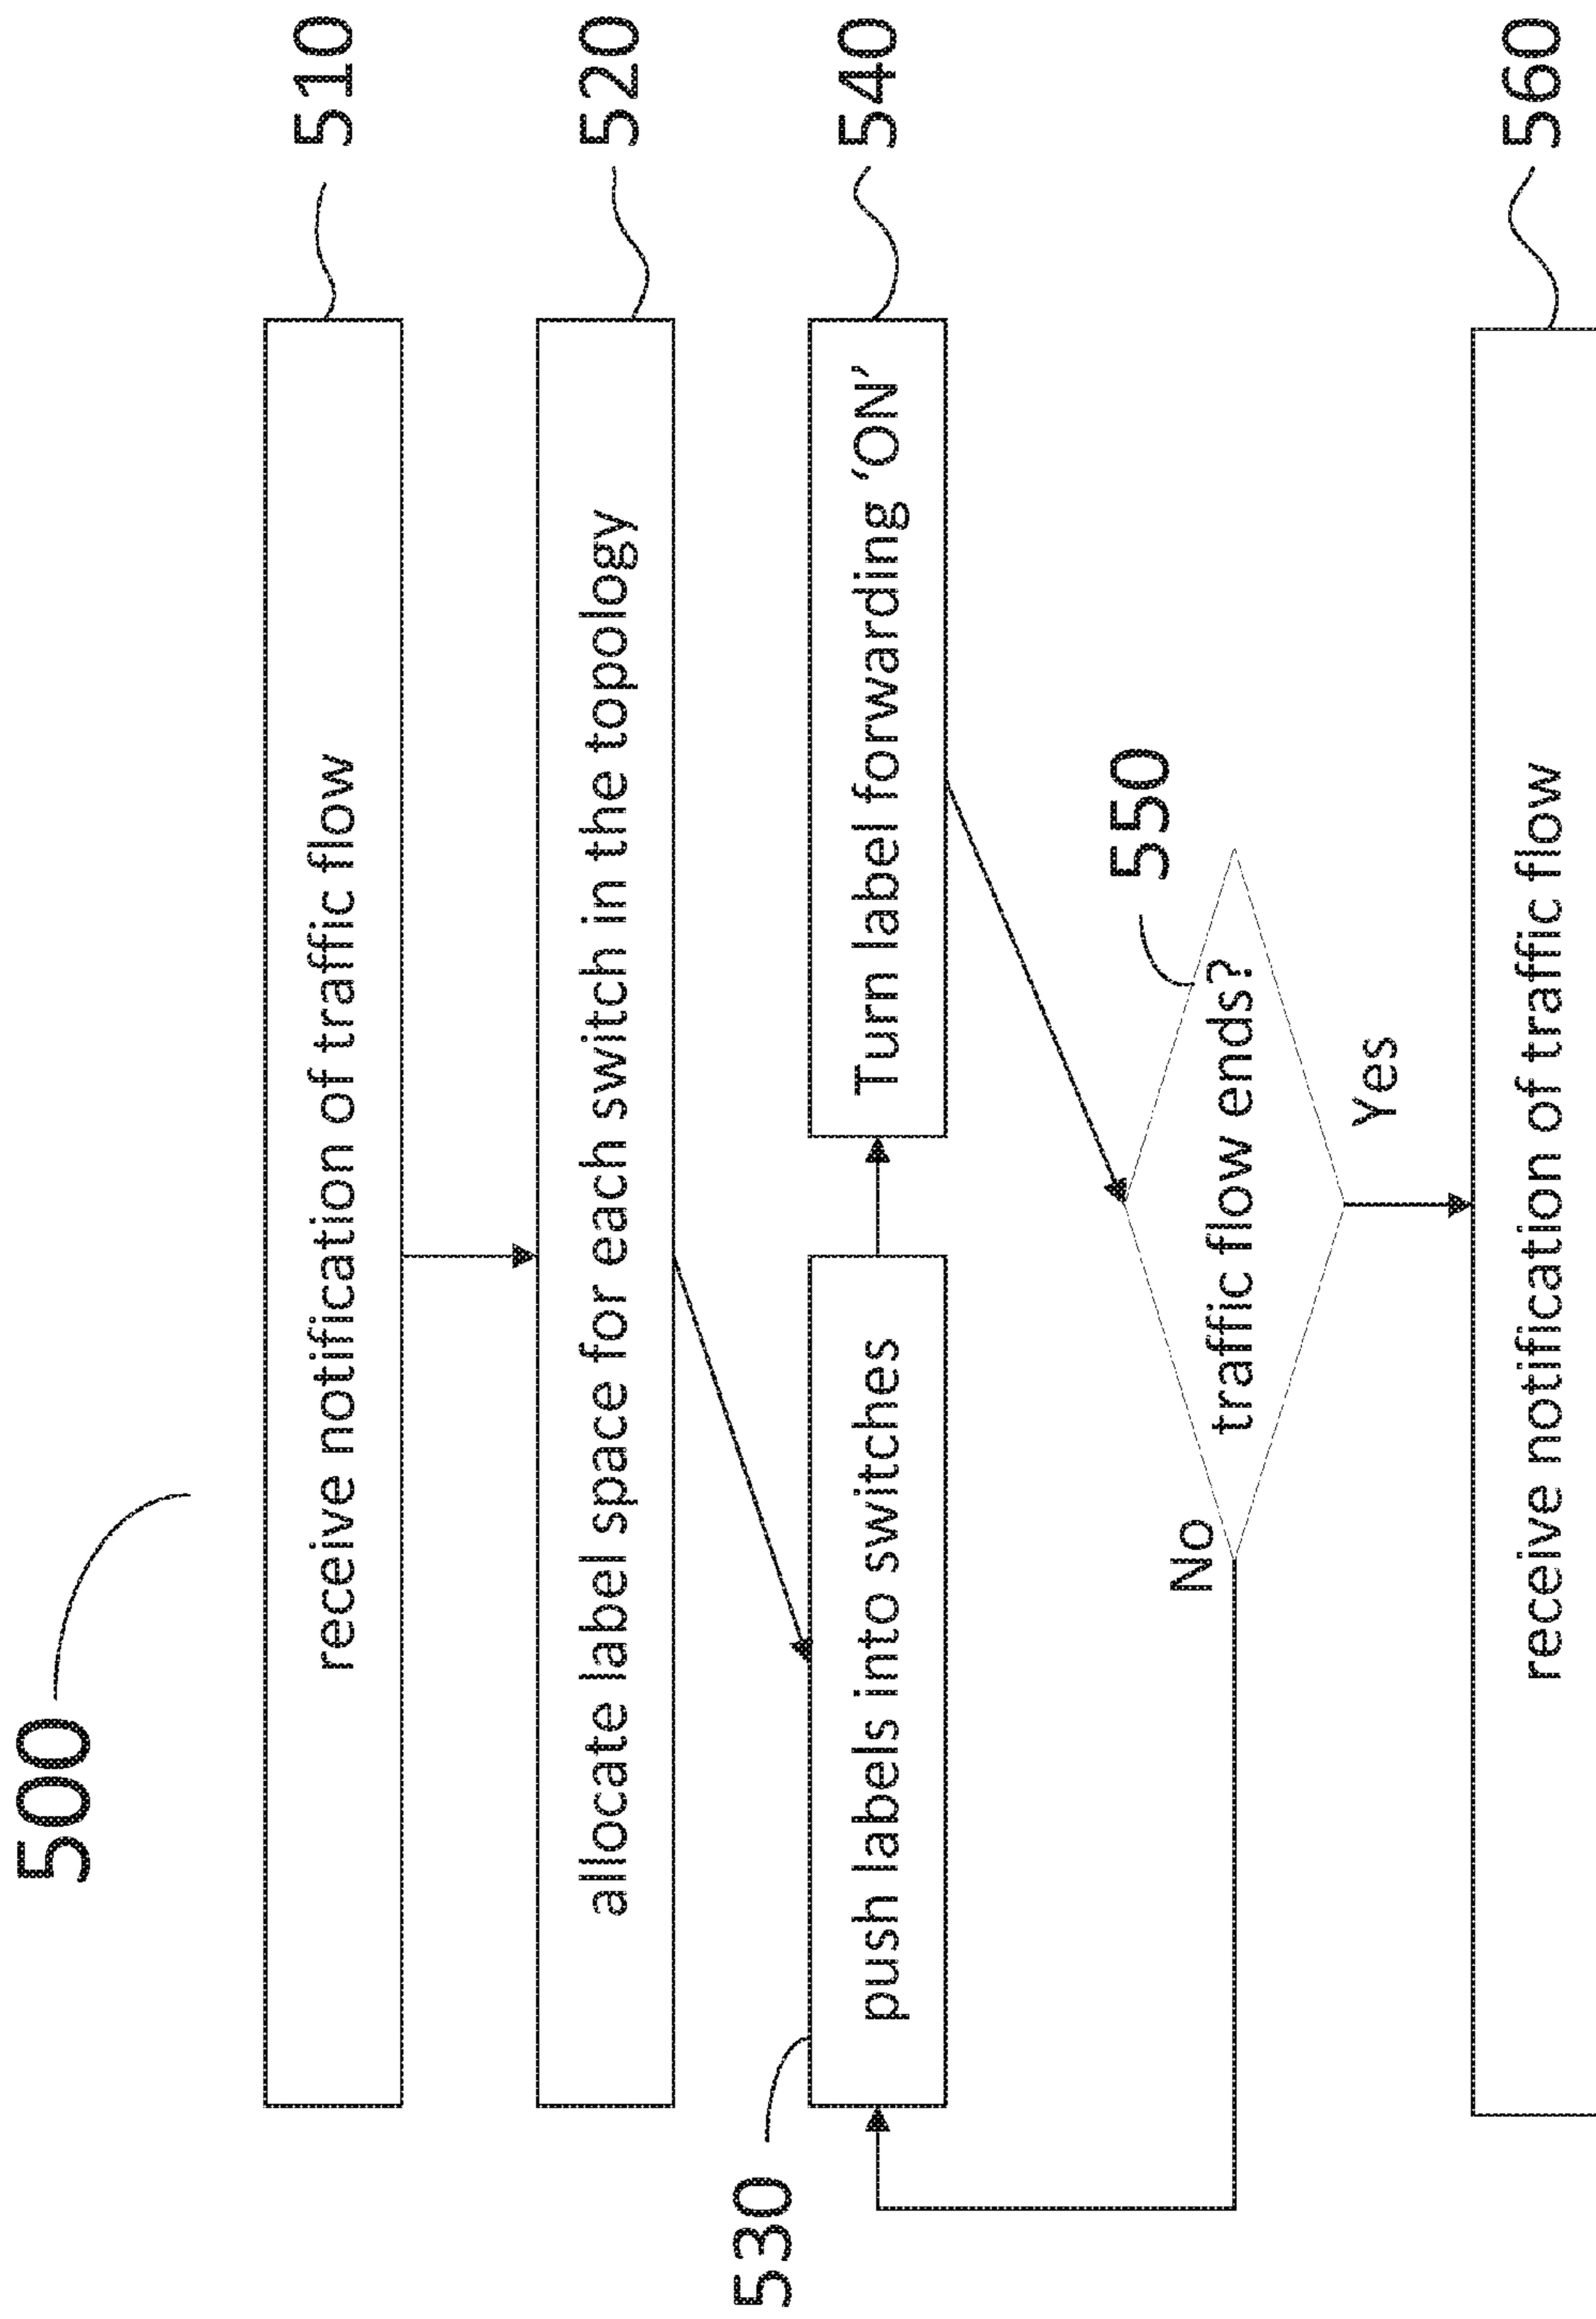 500
receive notification of traffic flow
510
allocate label space for each switch in the topology
520
530
push labels into switches
Turn label forwarding ‘ON’
540
550
traffic flow ends?
No
Yes
receive notification of traffic flow
560